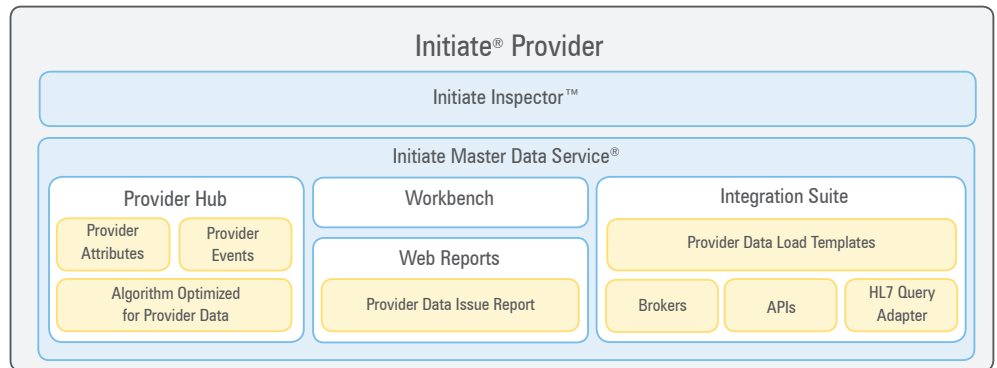 Initiate® Provider
Initiate Inspector™
Initiate Master Data Service®
Provider Hub
Provider
Attributes
Provider
Events
Algorithm Optimized
for Provider Data
Workbench
Web Reports
Provider Data Issue Report
Integration Suite
Provider Data Load Templates
Brokers
APIs
HL7 Query
Adapter